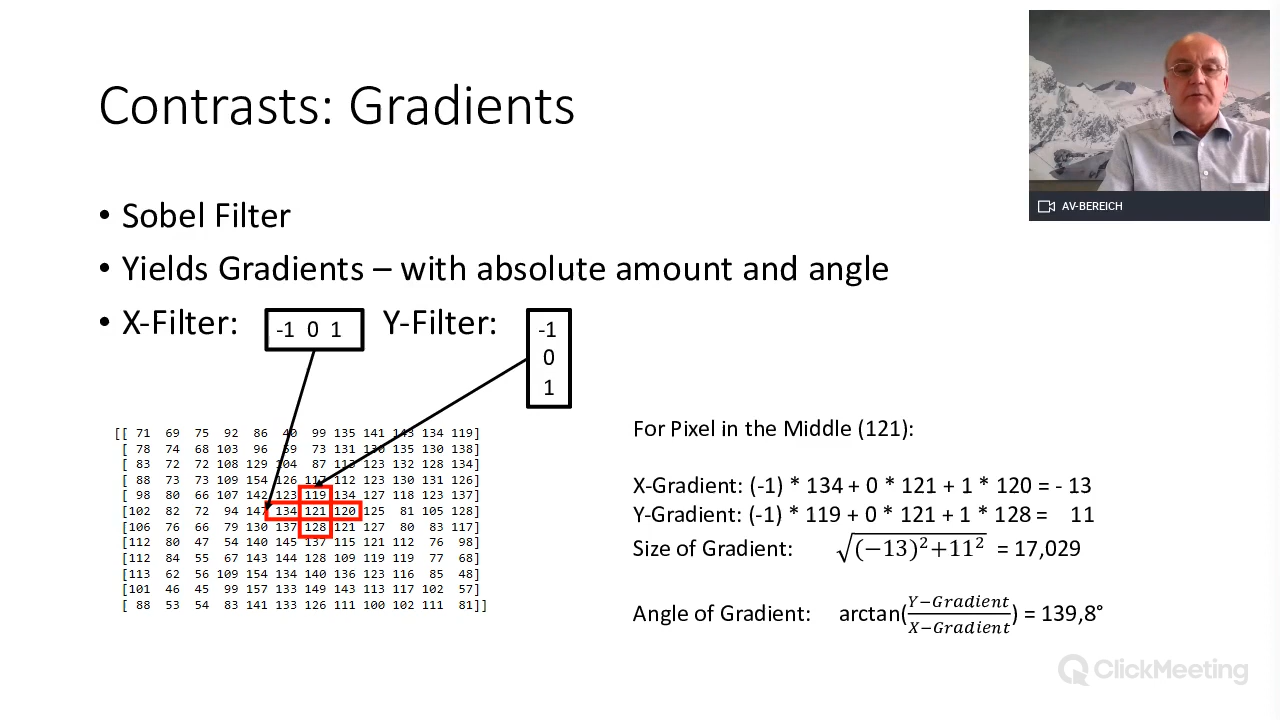 Contrasts: Gradients
AV-BEREICH
• Sobel Filter
• Yields Gradients – with absolute amount and angle
• X-Filter: -1 0 1 Y-Filter: -1
0
1
[[ 71 69 75 92 86 40 99 135 141 143 134 119]
[ 78 74 68 103 96 59 73 131 130 135 130 138]
[ 83 72 72 108 129 104 87 113 123 132 128 134]
[ 88 73 73 109 154 126 117 112 123 130 131 126]
[ 98 80 66 107 142 123 119 134 127 118 123 137]
[102 82 72 94 147 134 121 120 125 81 105 128]
[106 76 66 79 130 137 128 121 127 80 83 117]
[112 80 47 54 140 145 137 115 121 112 76 98]
[112 84 55 67 143 144 128 109 119 119 77 68]
[113 62 56 109 154 134 140 136 123 116 85 48]
[101 46 45 99 157 133 149 143 113 117 102 57]
[ 88 53 54 83 141 133 126 111 100 102 111 81]]
For Pixel in the Middle (121):
X-Gradient: (-1) * 134 + 0 * 121 + 1 * 120 = - 13
Y-Gradient: (-1) * 119 + 0 * 121 + 1 * 128 = 11
Size of Gradient: √((−13)²+11²) = 17,029
Angle of Gradient: arctan(Y−Gradient/X−Gradient) = 139,8°
ClickMeeting